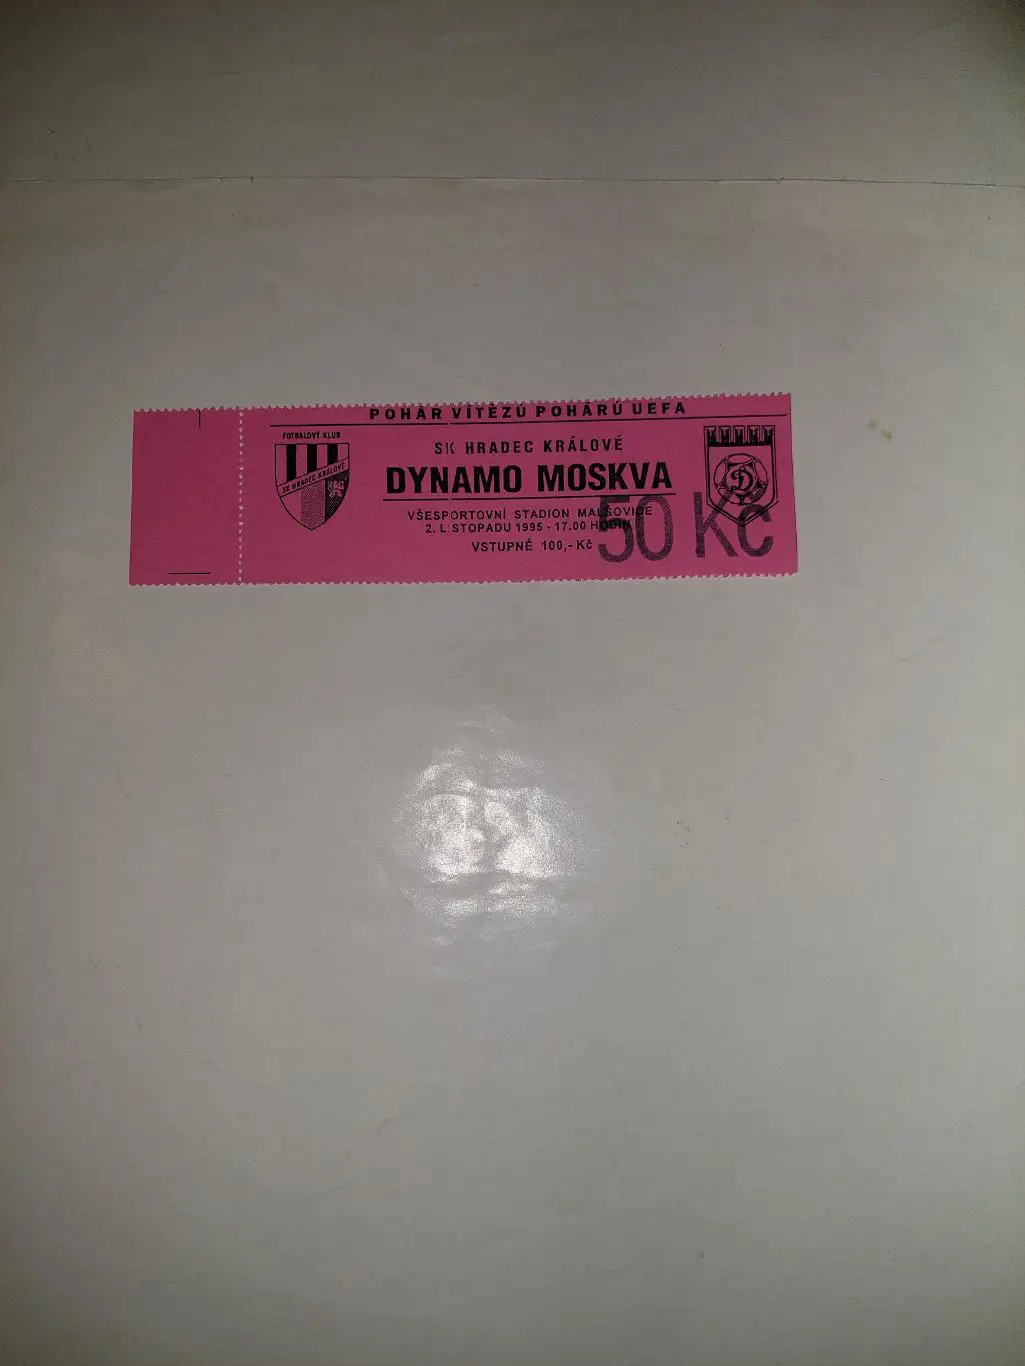 POHÁR VÍTĚZŮ POHÁRŮ UEFA
FOTBALOVÝ KLUB
SK HRADEC KRÁLOVÉ
SK HRADEC KRÁLOVÉ
DYNAMO MOSKVA
VŠESPORTOVNÍ STADION MALŠOVICE
2. LISTOPADU 1995 - 17.00 HODIN
VSTUPNÉ 100,- Kč
50 Kč
Д